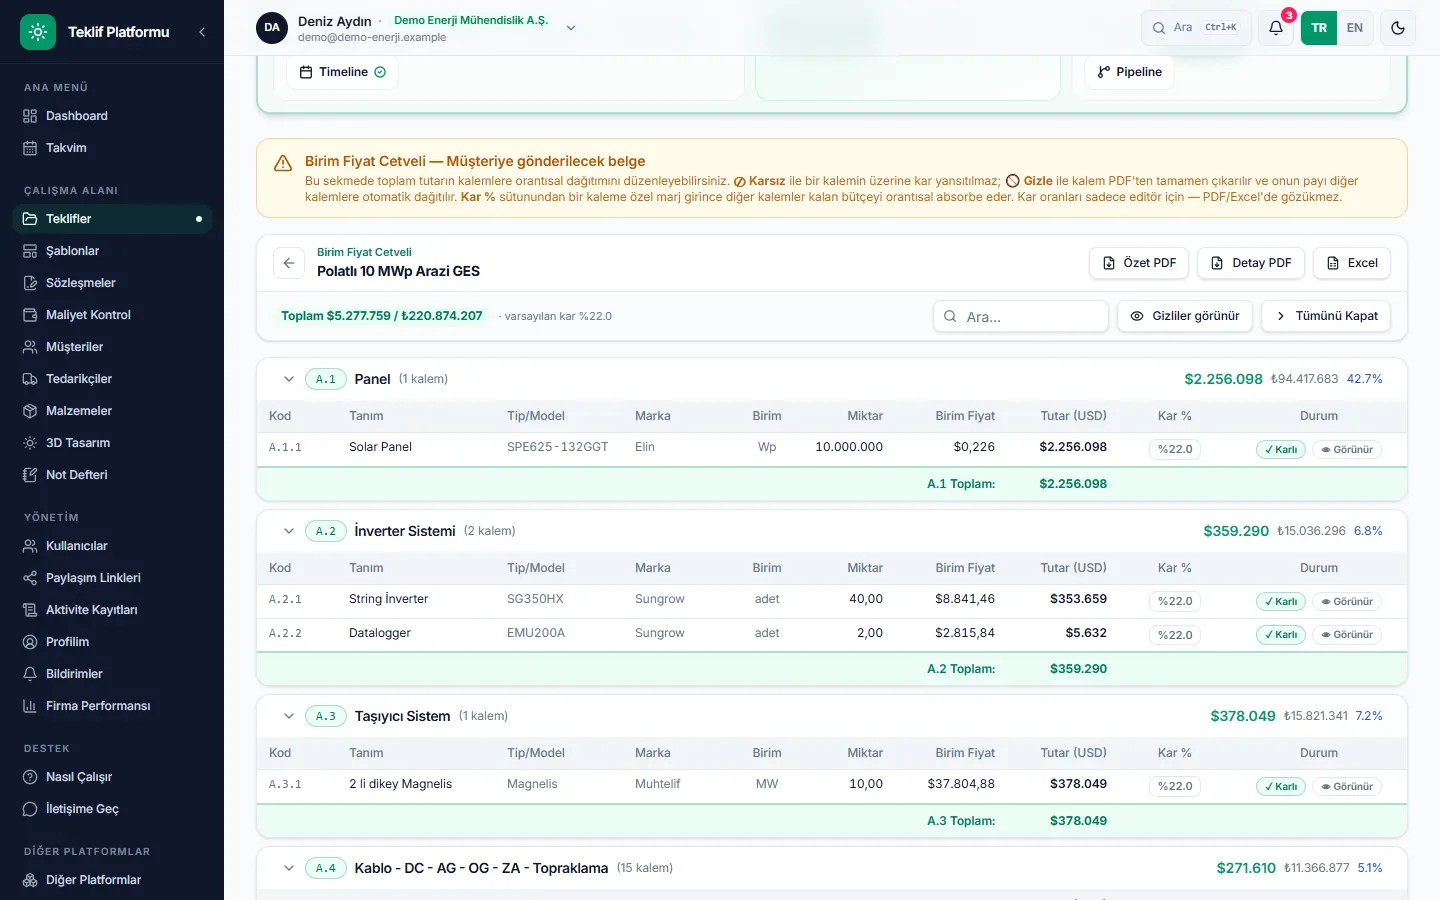 Teklif Platformu
ANA MENÜ
Dashboard
Takvim
ÇALIŞMA ALANI
Teklifler
Şablonlar
Sözleşmeler
Maliyet Kontrol
Müşteriler
Tedarikçiler
Malzemeler
3D Tasarım
Not Defteri
YÖNETİM
Kullanıcılar
Paylaşım Linkleri
Aktivite Kayıtları
Profilim
Bildirimler
Firma Performansı
DESTEK
Nasıl Çalışır
İletişime Geç
DİĞER PLATFORMLAR
Diğer Platformlar
DA
Deniz Aydın · Demo Enerji Mühendislik A.Ş.
demo@demo-enerji.example
Ara Ctrl+K
3
TR EN
Timeline
Pipeline
Birim Fiyat Cetveli — Müşteriye gönderilecek belge
Bu sekmede toplam tutarın kalemlere orantısal dağıtımını düzenleyebilirsiniz. Karsız ile bir kalemin üzerine kar yansıtılmaz; Gizle ile kalem PDF'ten tamamen çıkarılır ve onun payı diğer
kalemlere otomatik dağıtılır. Kar % sütunundan bir kaleme özel marj girince diğer kalemler kalan bütçeyi orantısal absorbe eder. Kar oranları sadece editör için — PDF/Excel'de gözükmez.
Birim Fiyat Cetveli
Polatlı 10 MWp Arazi GES
Özet PDF
Detay PDF
Excel
Toplam $5.277.759 / ₺220.874.207 · varsayılan kar %22.0
Ara...
Gizliler görünür
Tümünü Kapat
A.1 Panel (1 kalem) $2.256.098 ₺94.417.683 42.7%
Kod Tanım Tip/Model Marka Birim Miktar Birim Fiyat Tutar (USD) Kar % Durum
A.1.1 Solar Panel SPE625-132GGT Elin Wp 10.000.000 $0,226 $2.256.098 %22.0 ✓ Karlı Görünür
A.1 Toplam: $2.256.098
A.2 İnverter Sistemi (2 kalem) $359.290 ₺15.036.296 6.8%
Kod Tanım Tip/Model Marka Birim Miktar Birim Fiyat Tutar (USD) Kar % Durum
A.2.1 String İnverter SG350HX Sungrow adet 40,00 $8.841,46 $353.659 %22.0 ✓ Karlı Görünür
A.2.2 Datalogger EMU200A Sungrow adet 2,00 $2.815,84 $5.632 %22.0 ✓ Karlı Görünür
A.2 Toplam: $359.290
A.3 Taşıyıcı Sistem (1 kalem) $378.049 ₺15.821.341 7.2%
Kod Tanım Tip/Model Marka Birim Miktar Birim Fiyat Tutar (USD) Kar % Durum
A.3.1 2 li dikey Magnelis Magnelis Muhtelif MW 10,00 $37.804,88 $378.049 %22.0 ✓ Karlı Görünür
A.3 Toplam: $378.049
A.4 Kablo - DC - AG - OG - ZA - Topraklama (15 kalem) $271.610 ₺11.366.877 5.1%